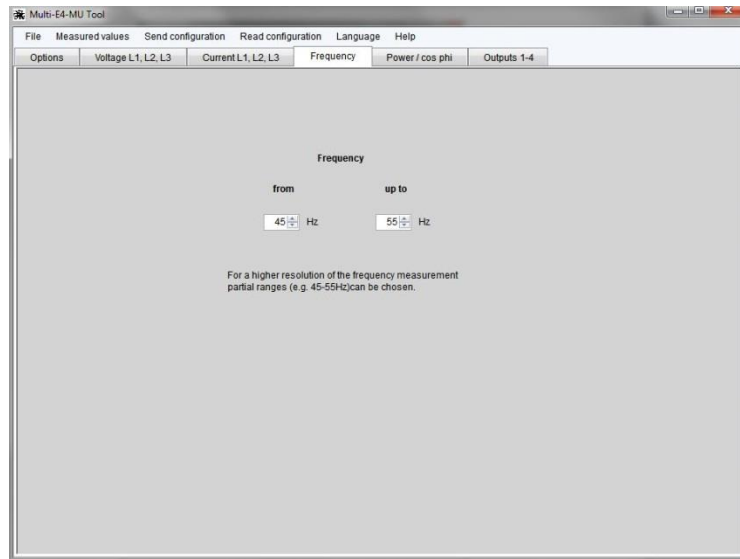 Multi-E4-MU Tool
File Measured values Send configuration Read configuration Language Help
Options Voltage L1, L2, L3 Current L1, L2, L3 Frequency Power / cos phi Outputs 1-4
Frequency
from up to
45 Hz 55 Hz
For a higher resolution of the frequency measurement
partial ranges (e.g. 45-55Hz)can be chosen.